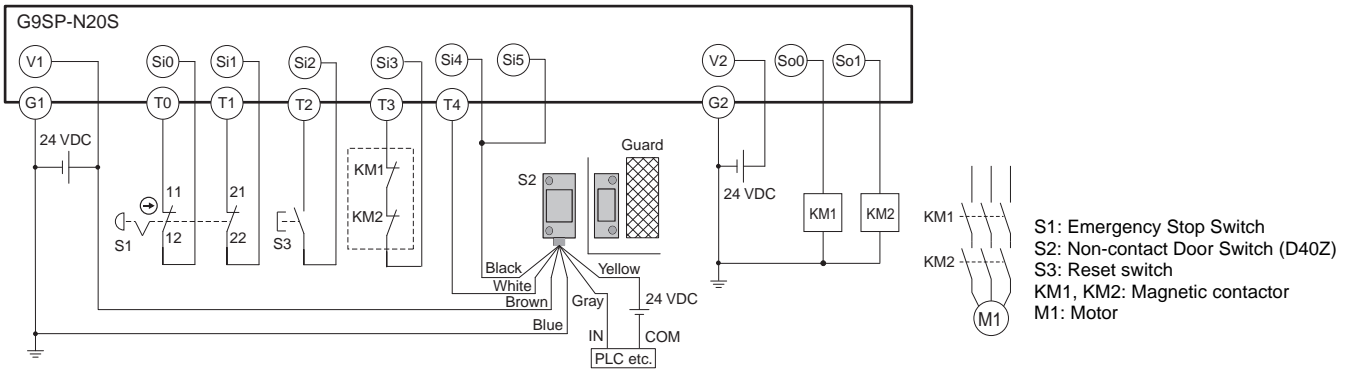 G9SP-N20S
V1 Si0 Si1 Si2 Si3 Si4 Si5 V2 So0 So1
G1 T0 T1 T2 T3 T4 G2
24 VDC
11 21
12 22
S1
S3
KM1
KM2
S2
Guard
24 VDC
KM1 KM2
Black
White
Brown
Blue
Gray
Yellow
24 VDC
IN COM
PLC etc.
KM1
KM2
M1
S1: Emergency Stop Switch
S2: Non-contact Door Switch (D40Z)
S3: Reset switch
KM1, KM2: Magnetic contactor
M1: Motor